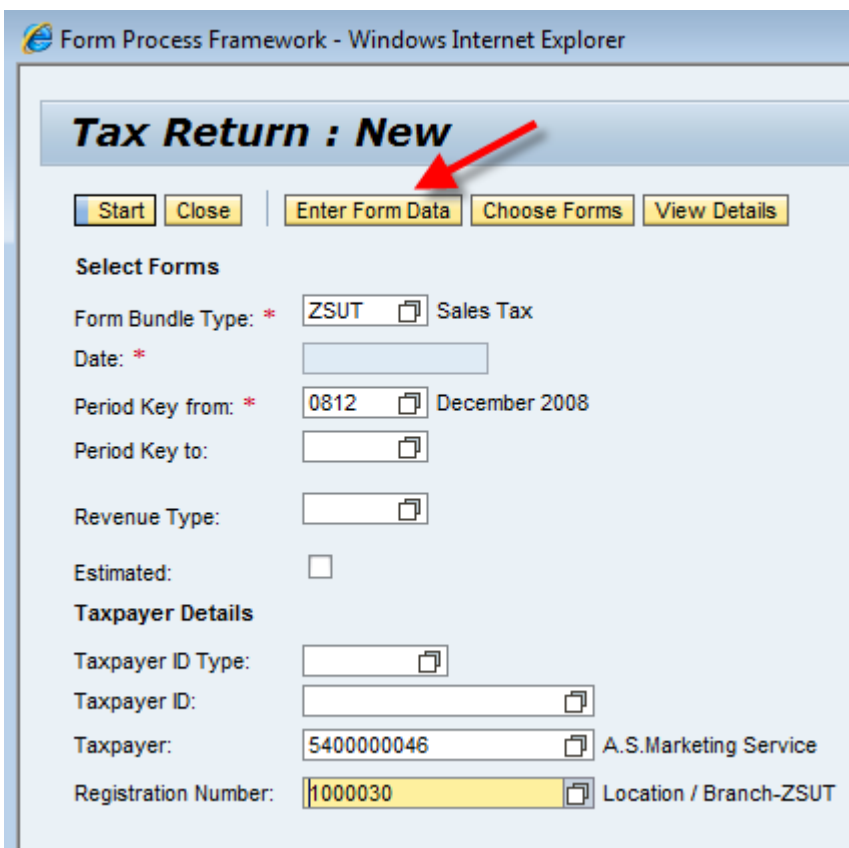 Form Process Framework - Windows Internet Explorer
Tax Return : New
Start Close Enter Form Data Choose Forms View Details
Select Forms
Form Bundle Type: * ZSUT Sales Tax
Date: *
Period Key from: * 0812 December 2008
Period Key to:
Revenue Type:
Estimated:
Taxpayer Details
Taxpayer ID Type:
Taxpayer ID:
Taxpayer: 5400000046 A.S.Marketing Service
Registration Number: 1000030 Location / Branch-ZSUT